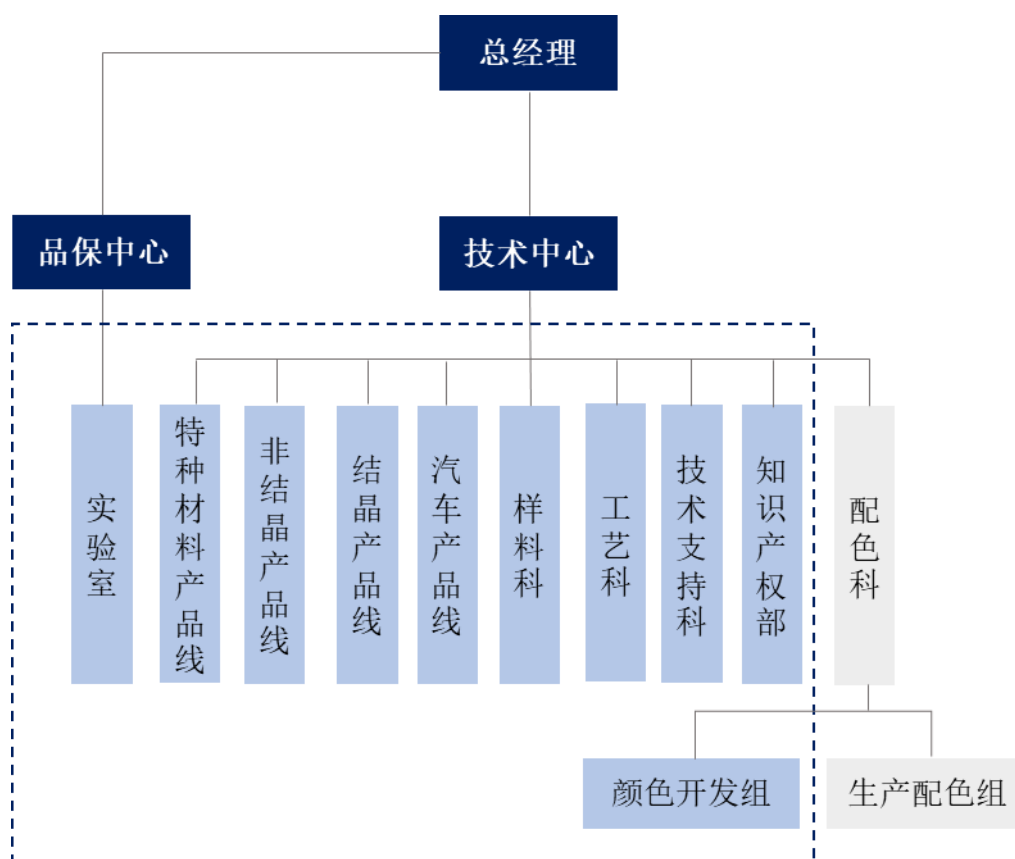 总经理
品保中心
技术中心
实验室
特种材料产品线
非结晶产品线
结晶产品线
汽车产品线
样料科
工艺科
技术支持科
知识产权部
配色科
颜色开发组
生产配色组